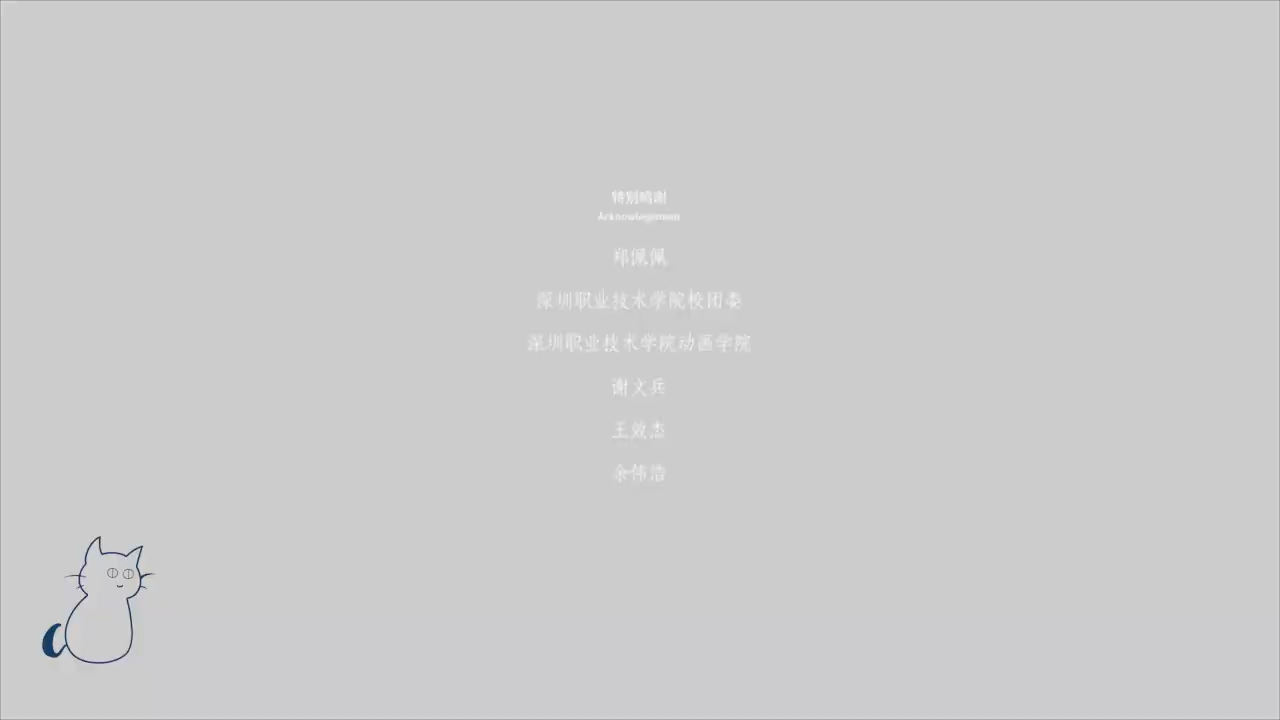 特别鸣谢
Acknowlegement
郑佩佩
深圳职业技术学院校团委
深圳职业技术学院动画学院
谢文兵
王效杰
余伟浩